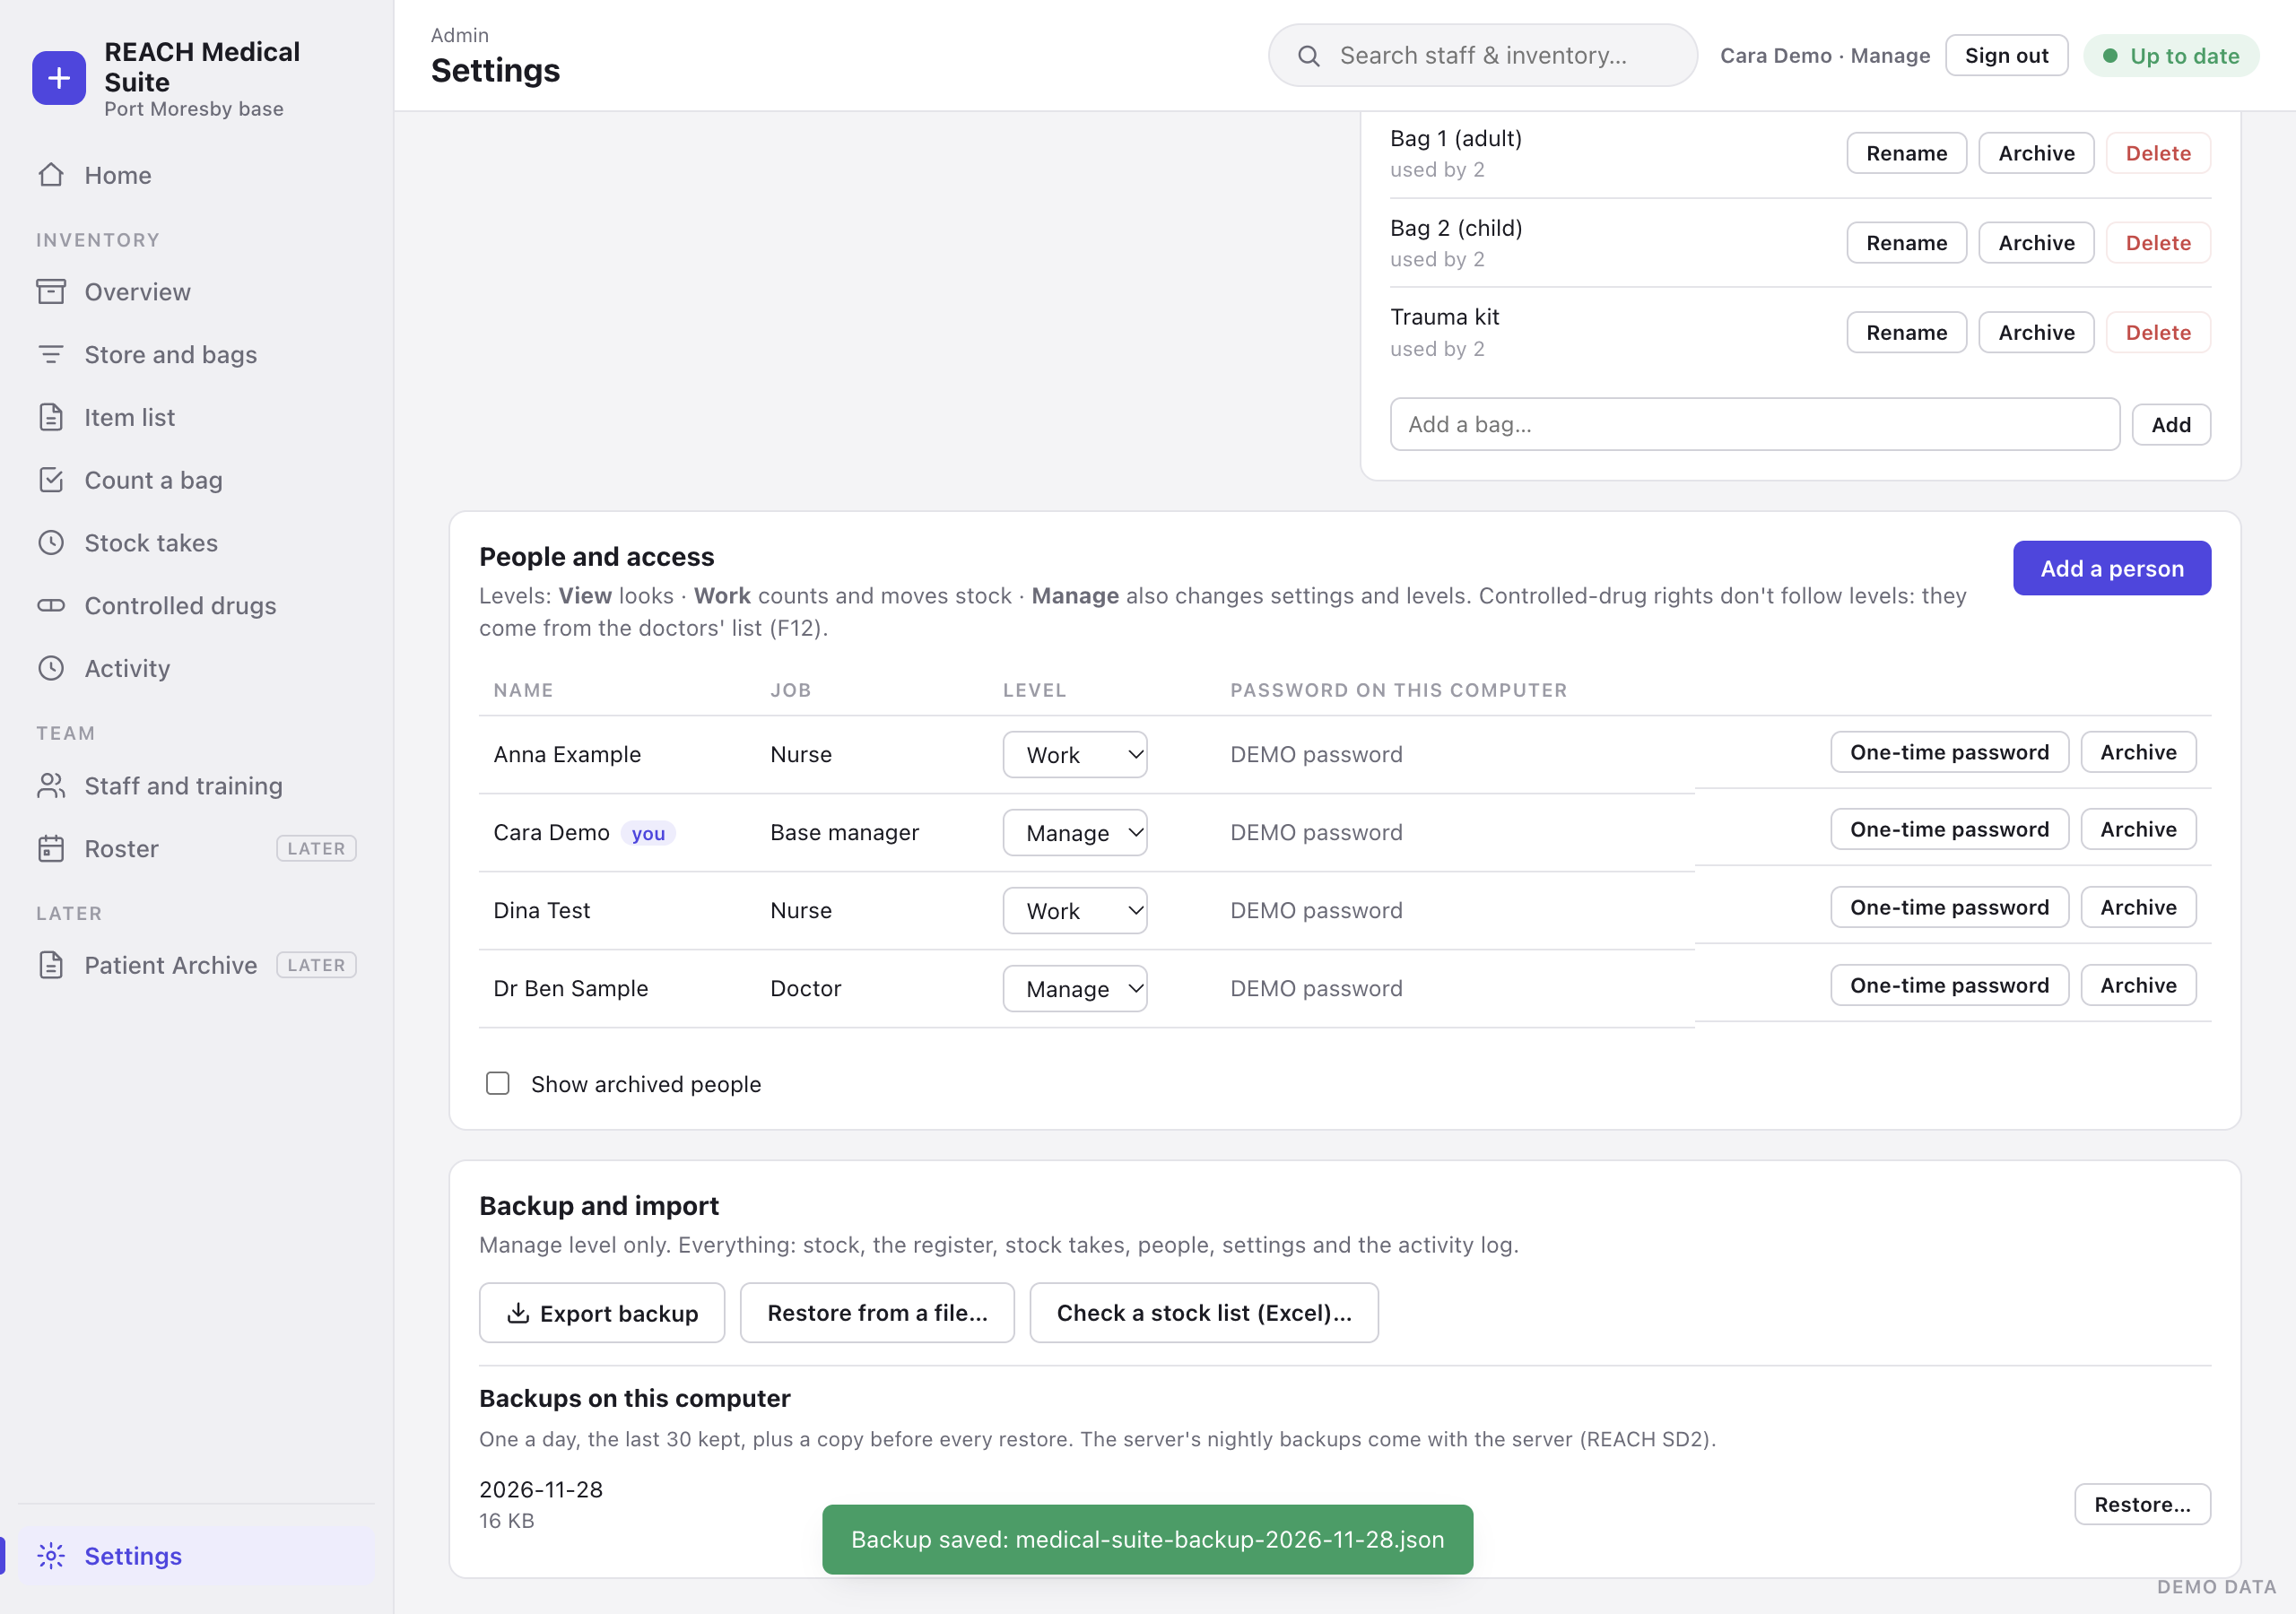 REACH Medical
Suite
Port Moresby base
Home
INVENTORY
Overview
Store and bags
Item list
Count a bag
Stock takes
Controlled drugs
Activity
TEAM
Staff and training
Roster LATER
LATER
Patient Archive LATER
Settings
Admin
Settings
Search staff & inventory...
Cara Demo · Manage
Sign out
Up to date
Bag 1 (adult)
used by 2
Rename Archive Delete
Bag 2 (child)
used by 2
Rename Archive Delete
Trauma kit
used by 2
Rename Archive Delete
Add a bag...
Add
People and access
Levels: View looks · Work counts and moves stock · Manage also changes settings and levels. Controlled-drug rights don't follow levels: they
come from the doctors' list (F12).
Add a person
NAME JOB LEVEL PASSWORD ON THIS COMPUTER
Anna Example Nurse Work DEMO password One-time password Archive
Cara Demo you Base manager Manage DEMO password One-time password Archive
Dina Test Nurse Work DEMO password One-time password Archive
Dr Ben Sample Doctor Manage DEMO password One-time password Archive
Show archived people
Backup and import
Manage level only. Everything: stock, the register, stock takes, people, settings and the activity log.
Export backup Restore from a file... Check a stock list (Excel)...
Backups on this computer
One a day, the last 30 kept, plus a copy before every restore. The server's nightly backups come with the server (REACH SD2).
2026-11-28
16 KB
Restore...
Backup saved: medical-suite-backup-2026-11-28.json
DEMO DATA